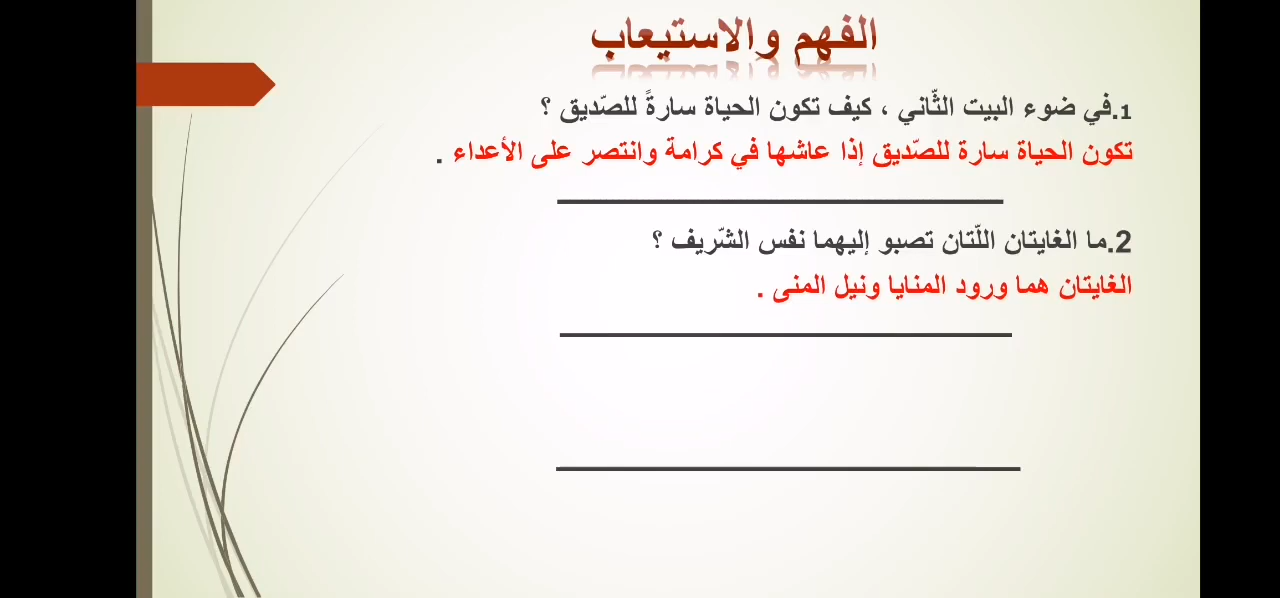 الفهم والاستيعاب
1.في ضوء البيت الثّاني ، كيف تكون الحياة سارةً للصّديق ؟
تكون الحياة سارة للصّديق إذا عاشها في كرامة وانتصر على الأعداء .
2.ما الغايتان اللّتان تصبو إليهما نفس الشّريف ؟
الغايتان هما ورود المنايا ونيل المنى .